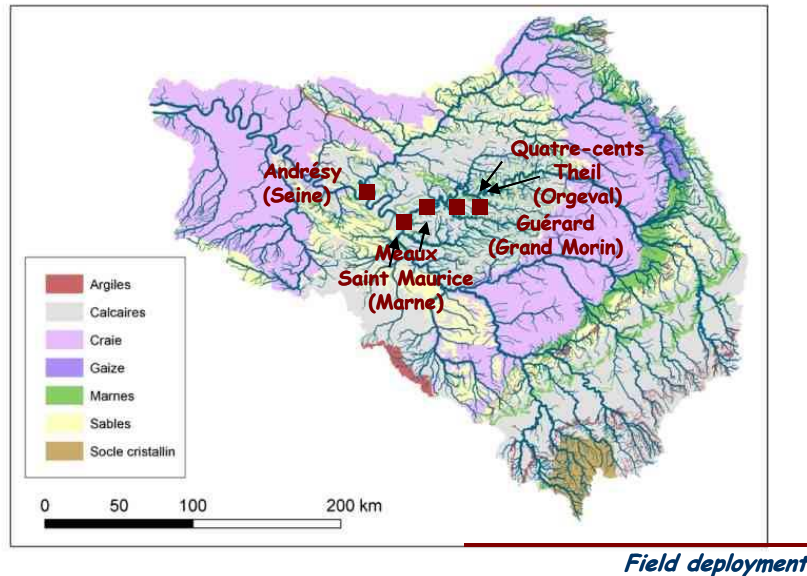 Quatre-cents
Theil
(Orgeval)
Andrésy
(Seine)
Guérard
(Grand Morin)
Meaux
Saint Maurice
(Marne)
Argiles
Calcaires
Craie
Gaize
Marnes
Sables
Socle cristallin
0 50 100 200 km
Field deployment